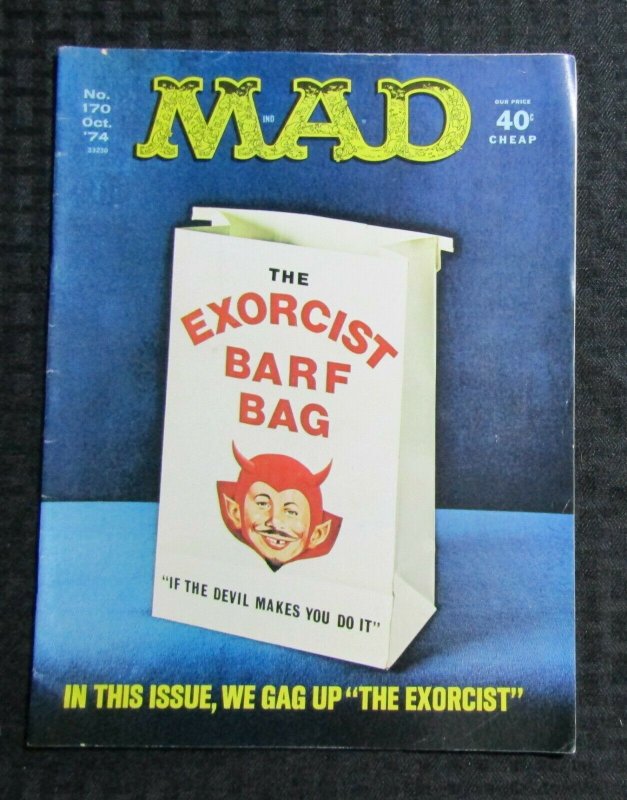 No.
170
Oct.
'74
33230
MAD
IND
OUR PRICE
40¢
CHEAP
THE
EXORCIST
BARF
BAG
"IF THE DEVIL MAKES YOU DO IT"
IN THIS ISSUE, WE GAG UP "THE EXORCIST"